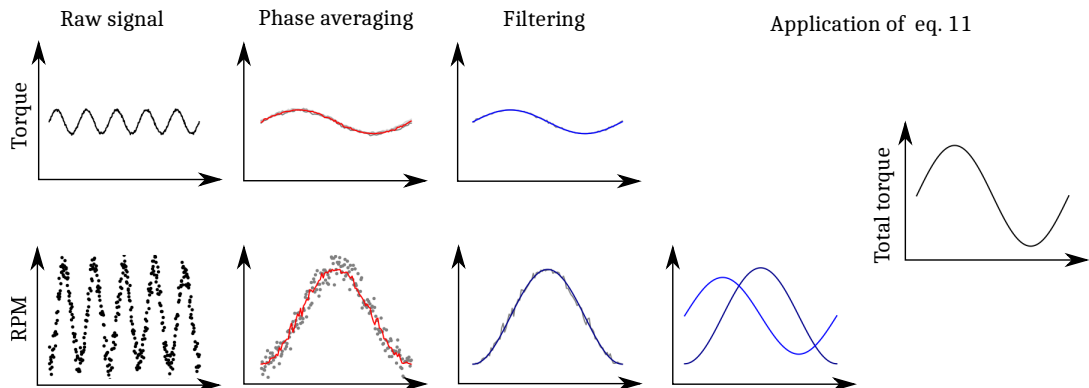 Raw signal
Phase averaging
Filtering
Application of eq. 11
Torque
Total torque
RPM